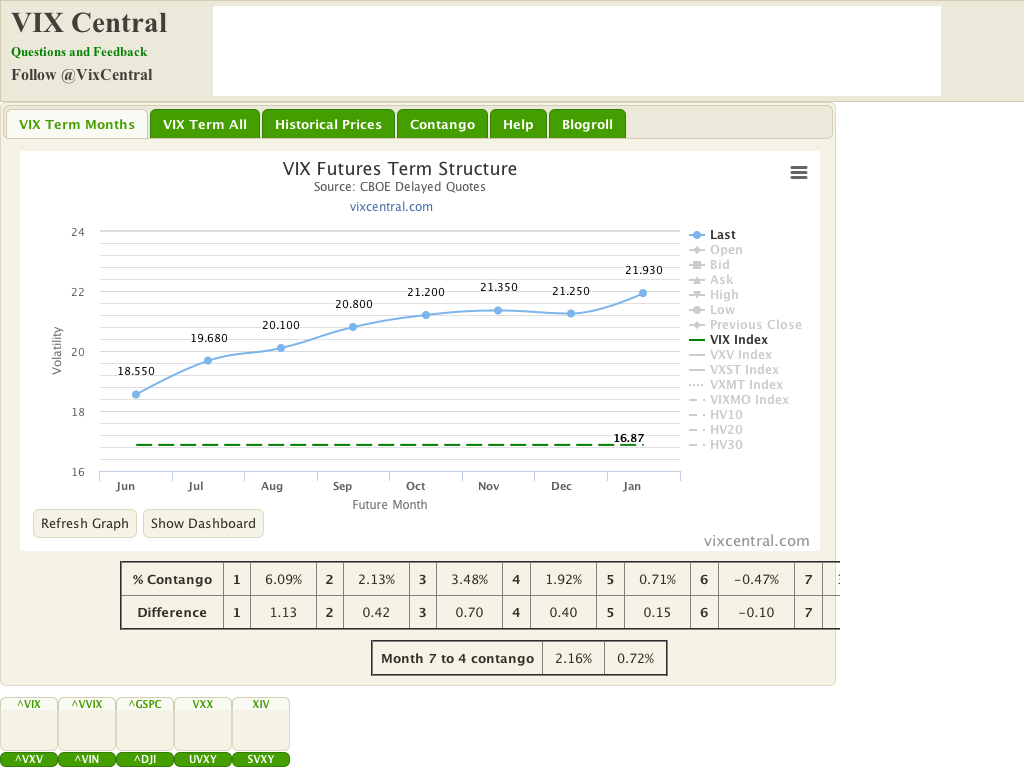 VIX Central
Questions and Feedback
Follow @VixCentral
VIX Term Months VIX Term All Historical Prices Contango Help Blogroll
VIX Futures Term Structure
Source: CBOE Delayed Quotes
vixcentral.com
24
22
20
18
16
Volatility
18.550
19.680
20.100
20.800
21.200
21.350
21.250
21.930
16.87
Jun Jul Aug Sep Oct Nov Dec Jan
Future Month
Last
Open
Bid
Ask
High
Low
Previous Close
VIX Index
VXV Index
VXST Index
VXMT Index
VIXMO Index
HV10
HV20
HV30
Refresh Graph Show Dashboard
vixcentral.com
% Contango 1 6.09% 2 2.13% 3 3.48% 4 1.92% 5 0.71% 6 −0.47% 7
Difference 1 1.13 2 0.42 3 0.70 4 0.40 5 0.15 6 −0.10 7
Month 7 to 4 contango 2.16% 0.72%
^VIX ^VVIX ^GSPC VXX XIV
^VXV ^VIN ^DJI UVXY SVXY